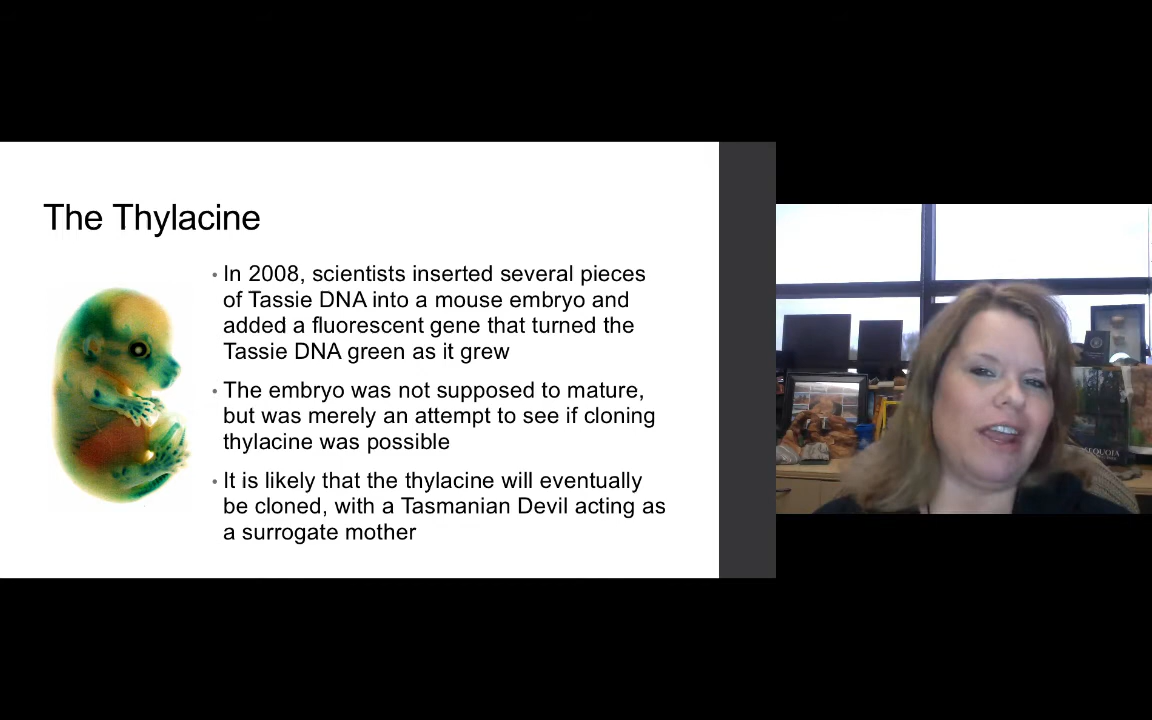 The Thylacine
• In 2008, scientists inserted several pieces
of Tassie DNA into a mouse embryo and
added a fluorescent gene that turned the
Tassie DNA green as it grew
• The embryo was not supposed to mature,
but was merely an attempt to see if cloning
thylacine was possible
• It is likely that the thylacine will eventually
be cloned, with a Tasmanian Devil acting as
a surrogate mother
SEQUOIA